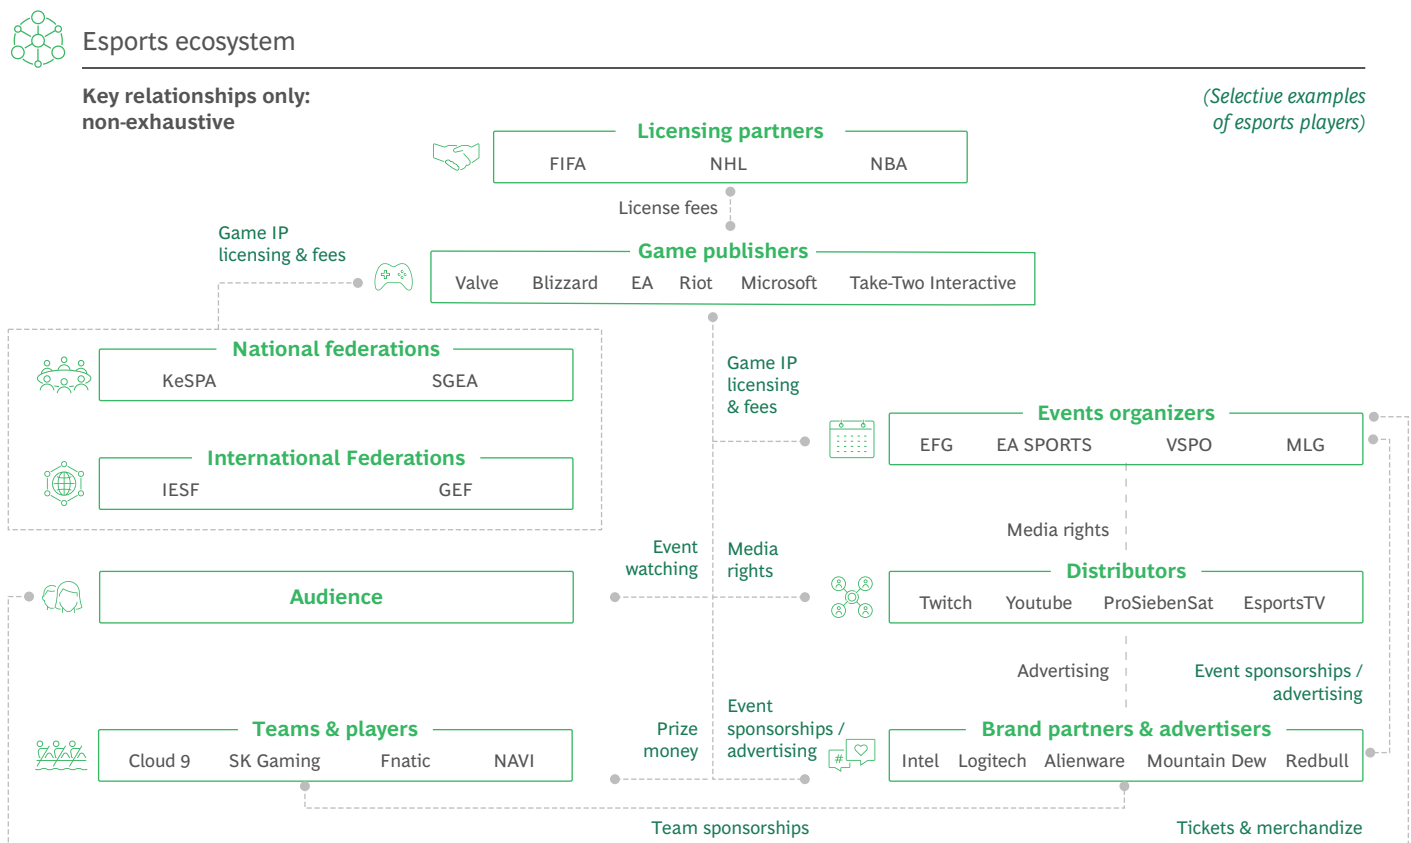 Esports ecosystem
Key relationships only:
non-exhaustive
(Selective examples
of esports players)
Licensing partners
FIFA NHL NBA
License fees
Game IP
licensing & fees
Game publishers
Valve Blizzard EA Riot Microsoft Take-Two Interactive
National federations
KeSPA SGEA
Game IP
licensing
& fees
Events organizers
EFG EA SPORTS VSPO MLG
International Federations
IESF GEF
Media rights
Event
watching
Media
rights
Distributors
Twitch Youtube ProSiebenSat EsportsTV
Audience
Advertising
Event sponsorships /
advertising
Teams & players
Cloud 9 SK Gaming Fnatic NAVI
Prize
money
Event
sponsorships /
advertising
#
Brand partners & advertisers
Intel Logitech Alienware Mountain Dew Redbull
Team sponsorships
Tickets & merchandize